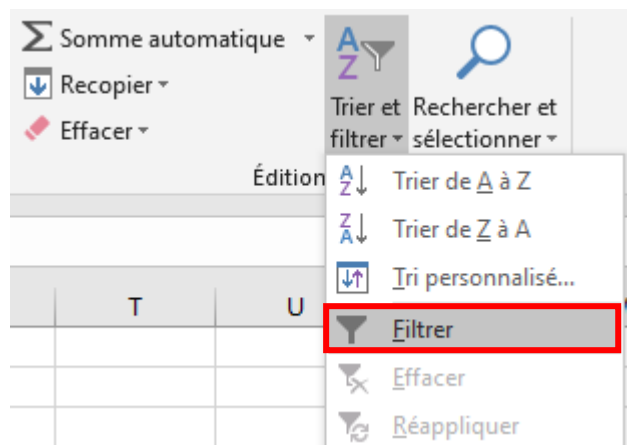 Somme automatique
Recopier
Effacer
Trier et
filtrer
Rechercher et
sélectionner
Édition
Trier de A à Z
Trier de Z à A
Tri personnalisé...
T
U
Filtrer
Effacer
Réappliquer